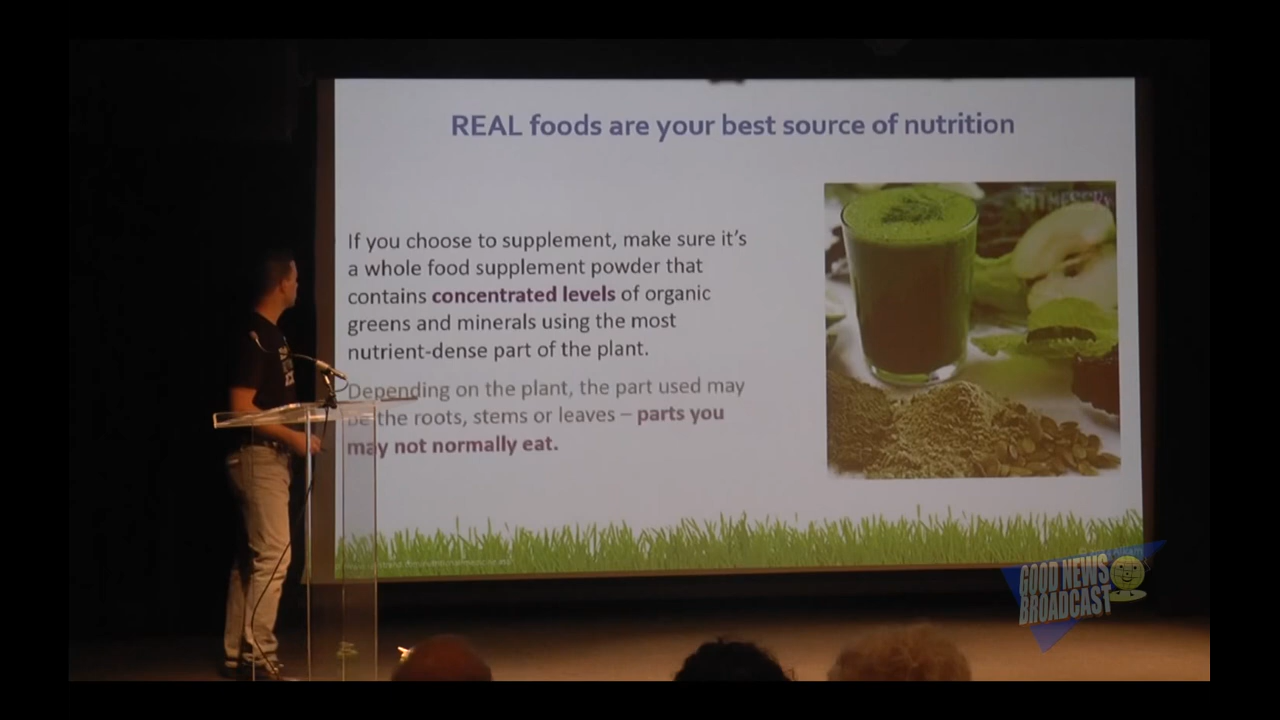 REAL foods are your best source of nutrition
If you choose to supplement, make sure it's
a whole food supplement powder that
contains concentrated levels of organic
greens and minerals using the most
nutrient-dense part of the plant.
Depending on the plant, the part used may
be the roots, stems or leaves – parts you
may not normally eat.
GOOD NEWS
BROADCAST